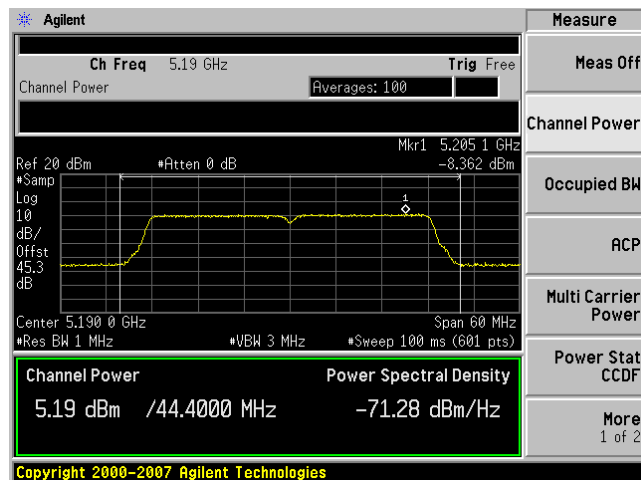 Agilent
Measure
Ch Freq 5.19 GHz Trig Free
Channel Power Averages: 100
Mkr1 5.205 1 GHz
Ref 20 dBm #Atten 0 dB -8.362 dBm
#Samp
Log
10
dB/
Offst
45.3
dB
1
Center 5.190 0 GHz Span 60 MHz
#Res BW 1 MHz #VBW 3 MHz #Sweep 100 ms (601 pts)
Channel Power Power Spectral Density
5.19 dBm /44.4000 MHz -71.28 dBm/Hz
Copyright 2000-2007 Agilent Technologies
Meas Off
Channel Power
Occupied BW
ACP
Multi Carrier
Power
Power Stat
CCDF
More
1 of 2